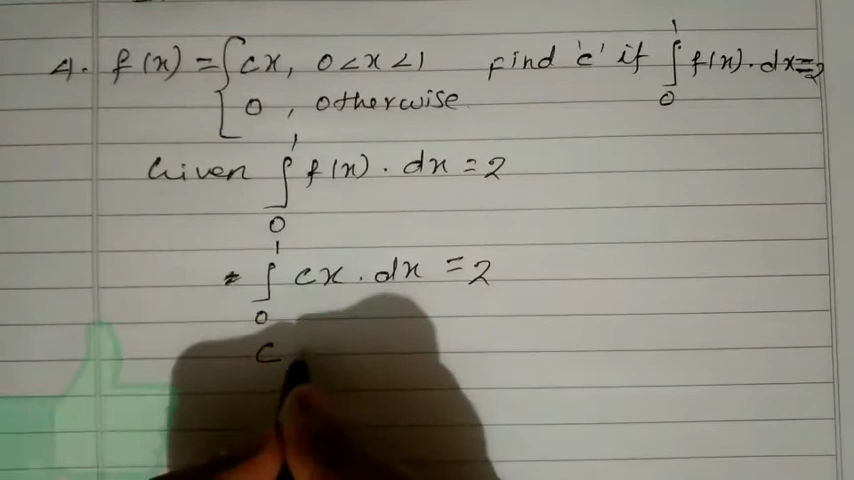 4. f(x) = { cx, 0<x<1 Find 'c' if ∫₀¹ f(x) . dx = 2
0 , otherwise
Given ∫₀¹ f(x) . dx = 2
∫₀¹ cx . dx = 2
c